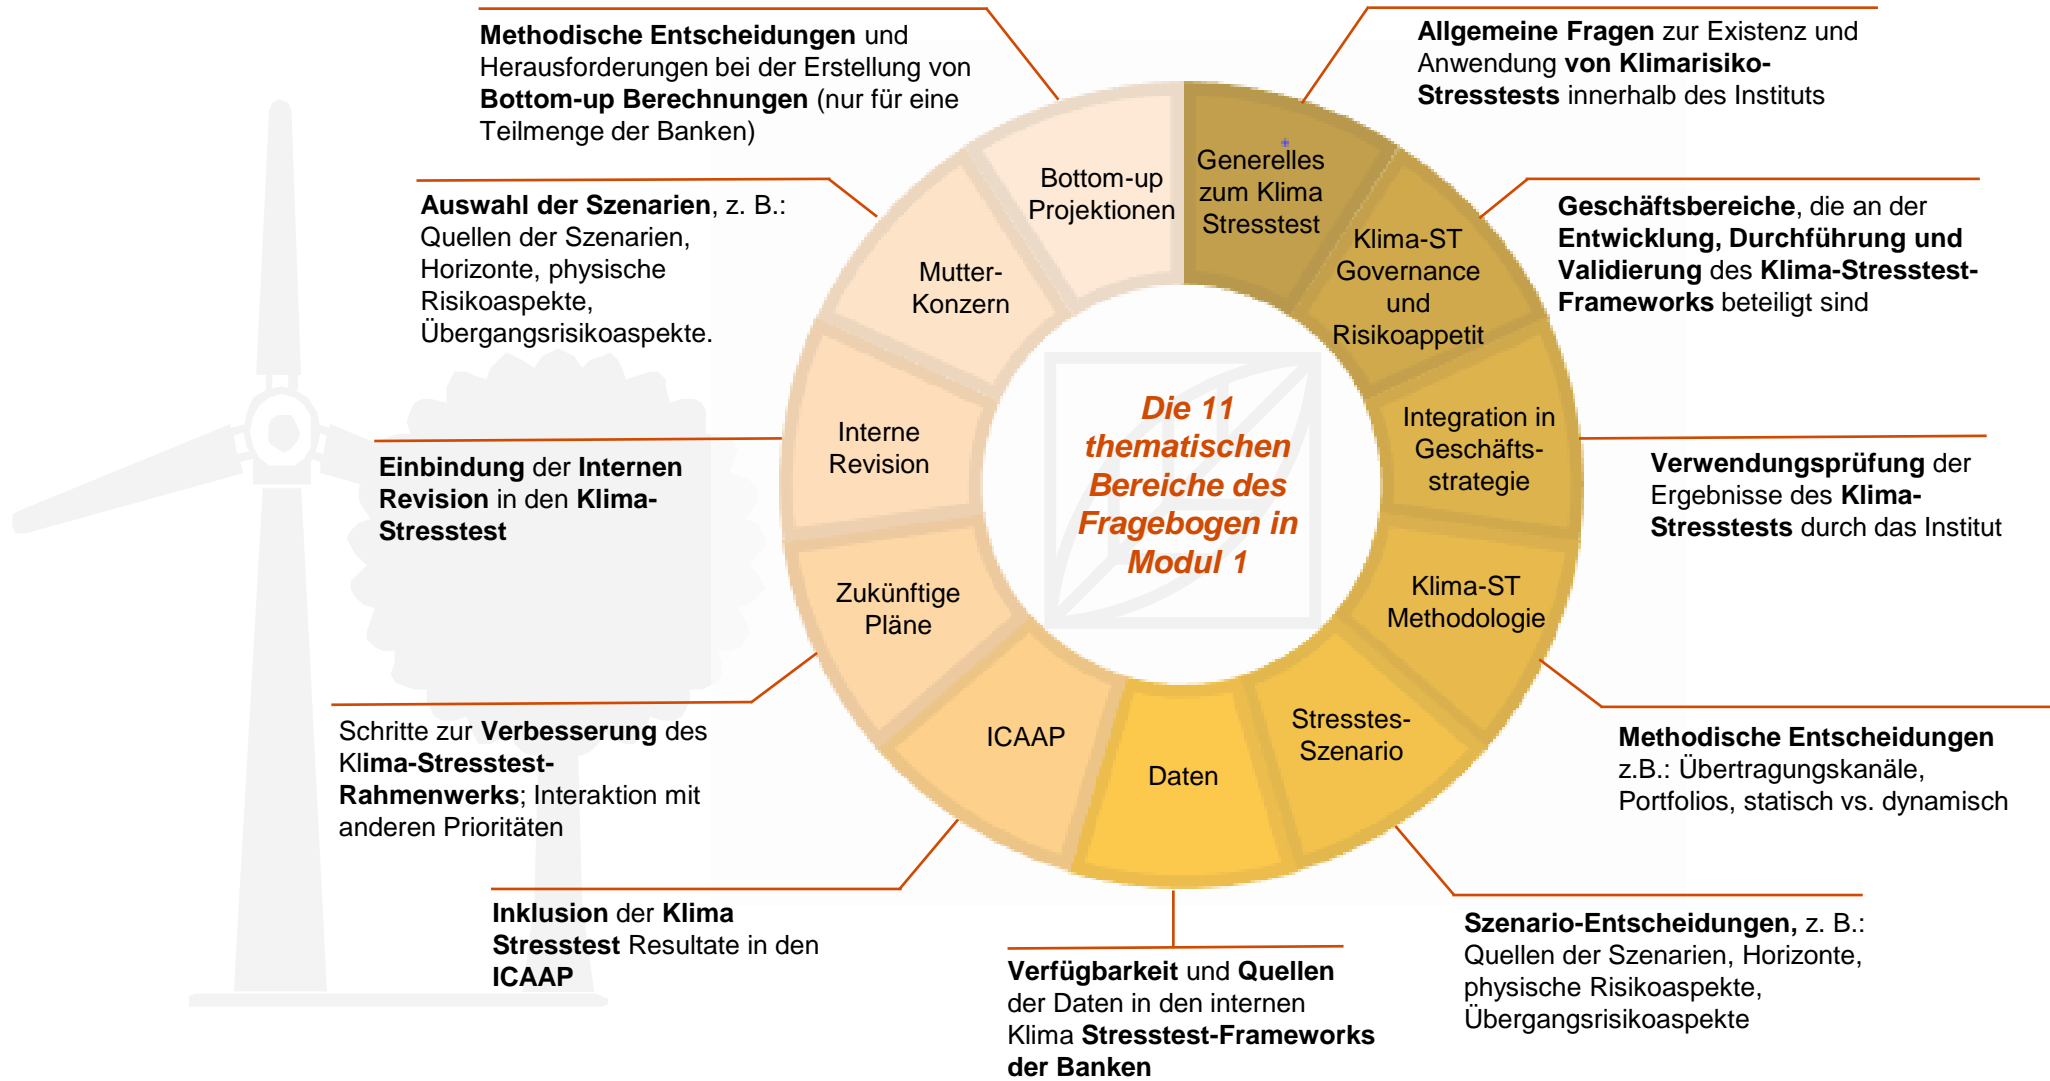 Methodische Entscheidungen und
Herausforderungen bei der Erstellung von
Bottom-up Berechnungen (nur für eine
Teilmenge der Banken)
Allgemeine Fragen zur Existenz und
Anwendung von Klimarisiko-
Stresstests innerhalb des Instituts
Auswahl der Szenarien, z. B.:
Quellen der Szenarien,
Horizonte, physische
Risikoaspekte,
Übergangsrisikoaspekte.
Geschäftsbereiche, die an der
Entwicklung, Durchführung und
Validierung des Klima-Stresstest-
Frameworks beteiligt sind
Einbindung der Internen
Revision in den Klima-
Stresstest
Verwendungsprüfung der
Ergebnisse des Klima-
Stresstests durch das Institut
Schritte zur Verbesserung des
Klima-Stresstest-
Rahmenwerks; Interaktion mit
anderen Prioritäten
Methodische Entscheidungen
z.B.: Übertragungskanäle,
Portfolios, statisch vs. dynamisch
Inklusion der Klima
Stresstest Resultate in den
ICAAP
Verfügbarkeit und Quellen
der Daten in den internen
Klima Stresstest-Frameworks
der Banken
Szenario-Entscheidungen, z. B.:
Quellen der Szenarien, Horizonte,
physische Risikoaspekte,
Übergangsrisikoaspekte
Generelles
zum Klima
Stresstest
Klima-ST
Governance
und
Risikoappetit
Integration in
Geschäfts-
strategie
Klima-ST
Methodologie
Stresstes-
Szenario
Daten
ICAAP
Zukünftige
Pläne
Interne
Revision
Mutter-
Konzern
Bottom-up
Projektionen
Die 11
thematischen
Bereiche des
Fragebogen in
Modul 1